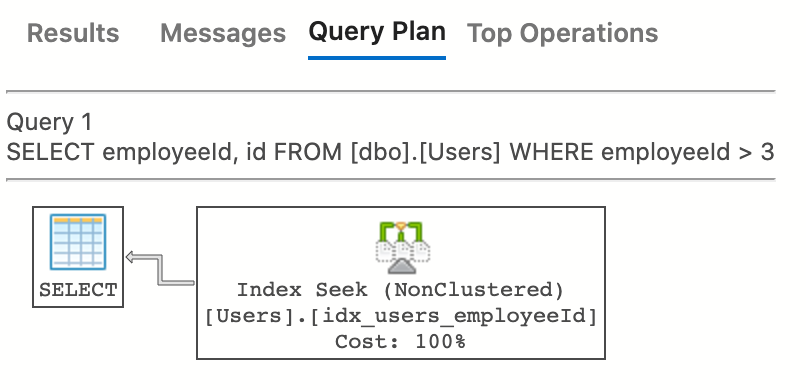 Results Messages Query Plan Top Operations
Query 1
SELECT employeeId, id FROM [dbo].[Users] WHERE employeeId > 3
SELECT
Index Seek (NonClustered)
[Users].[idx_users_employeeId]
Cost: 100%